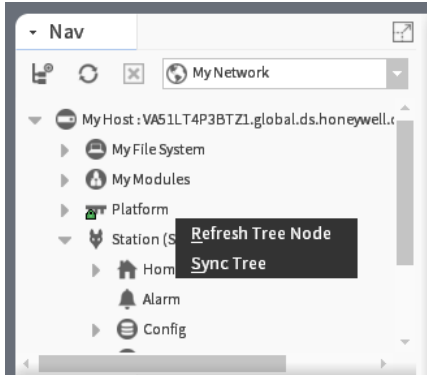 Nav
My Network
My Host : VA51LT4P3BTZ1.global.ds.honeywell.c
My File System
My Modules
Platform
Station (S
Refresh Tree Node
Sync Tree
Hom
Alarm
Config